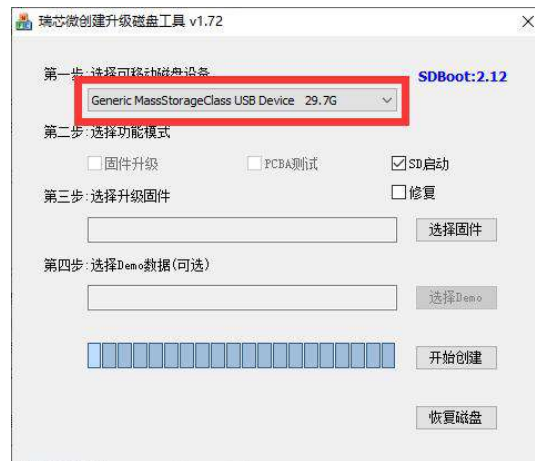 瑞芯微创建升级磁盘工具 v1.72
第一步:选择可移动磁盘设备
SDBoot:2.12
Generic MassStorageClass USB Device 29.7G
第二步:选择功能模式
固件升级
PCBA测试
SD启动
第三步:选择升级固件
修复
选择固件
第四步:选择Demo数据(可选)
选择Demo
开始创建
恢复磁盘